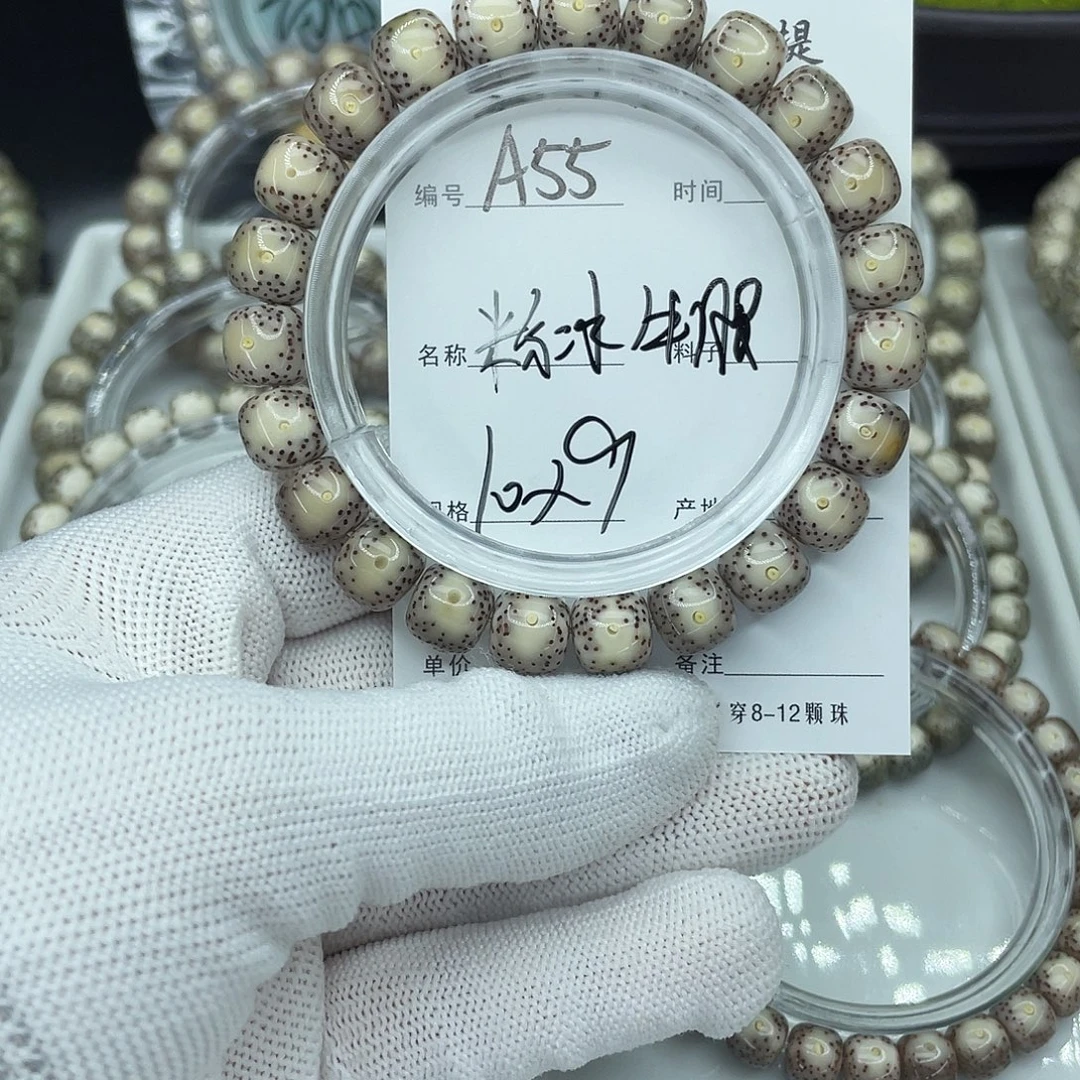 提
编号 A55 时间
名称 粉冰牛眼 料子
规格 10x9 产地
单价 备注
穿8-12颗珠